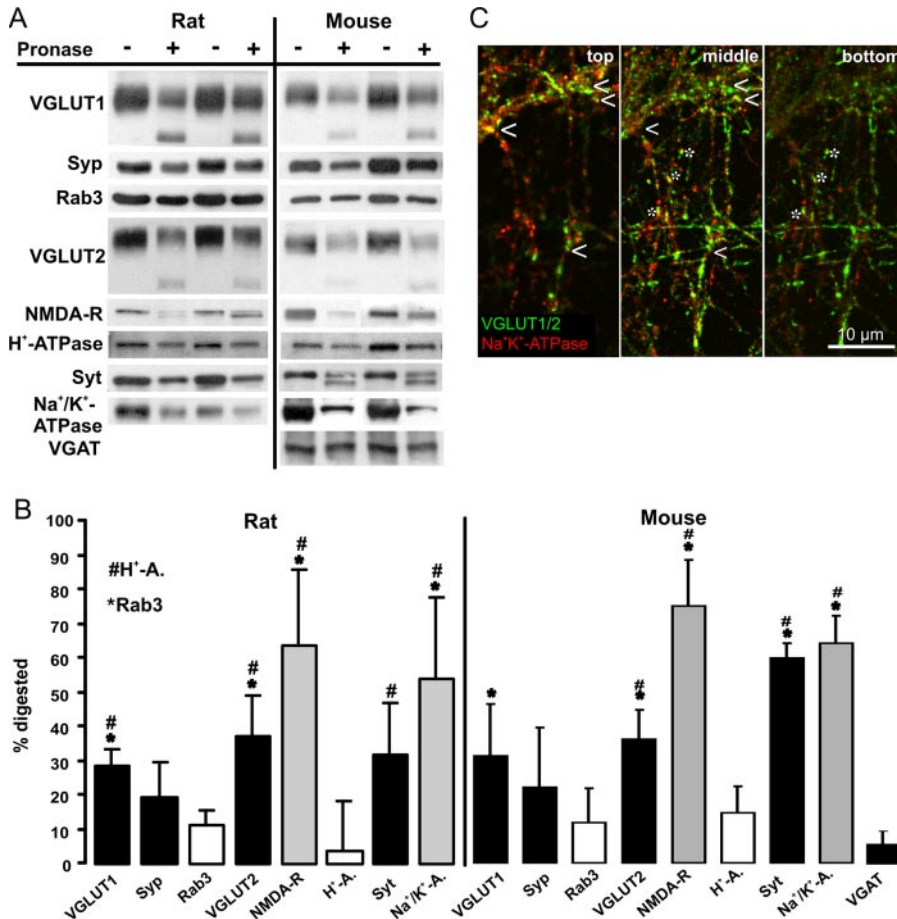 A
Rat Mouse
Pronase - + - + - + - +
VGLUT1
Syp
Rab3
VGLUT2
NMDA-R
H⁺-ATPase
Syt
Na⁺/K⁺-
ATPase
VGAT
C
top middle bottom
< < < < < < < <
* * * * * *
VGLUT1/2
Na⁺K⁺-ATPase
10 µm
B
Rat Mouse
#H⁺-A.
*Rab3
% digested
100
90
80
70
60
50
40
30
20
10
0
# * # * # * # # * * # * # * # * # *
VGLUT1 Syp Rab3 VGLUT2 NMDA-R H⁺-A. Syt Na⁺/K⁺-A. VGLUT1 Syp Rab3 VGLUT2 NMDA-R H⁺-A. Syt Na⁺/K⁺-A. VGAT